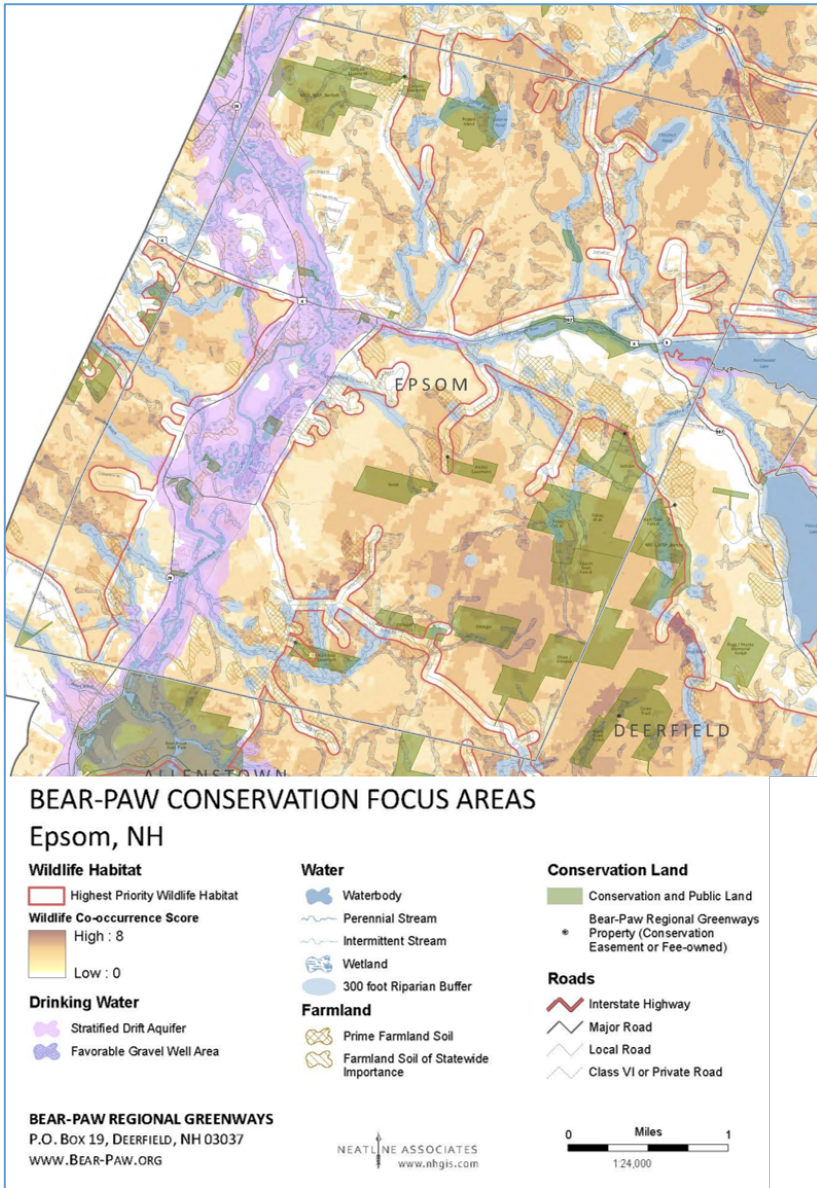 EPSOM
DEERFIELD
ALLENSTOWN
BEAR-PAW CONSERVATION FOCUS AREAS
Epsom, NH
Wildlife Habitat
Highest Priority Wildlife Habitat
Wildlife Co-occurrence Score
High : 8
Low : 0
Drinking Water
Stratified Drift Aquifer
Favorable Gravel Well Area
Water
Waterbody
Perennial Stream
Intermittent Stream
Wetland
300 foot Riparian Buffer
Farmland
Prime Farmland Soil
Farmland Soil of Statewide
Importance
Conservation Land
Conservation and Public Land
Bear-Paw Regional Greenways
Property (Conservation
Easement or Fee-owned)
Roads
Interstate Highway
Major Road
Local Road
Class VI or Private Road
BEAR-PAW REGIONAL GREENWAYS
P.O. BOX 19, DEERFIELD, NH 03037
WWW.BEAR-PAW.ORG
NEATLINE ASSOCIATES
www.nhgis.com
0 Miles 1
1:24,000